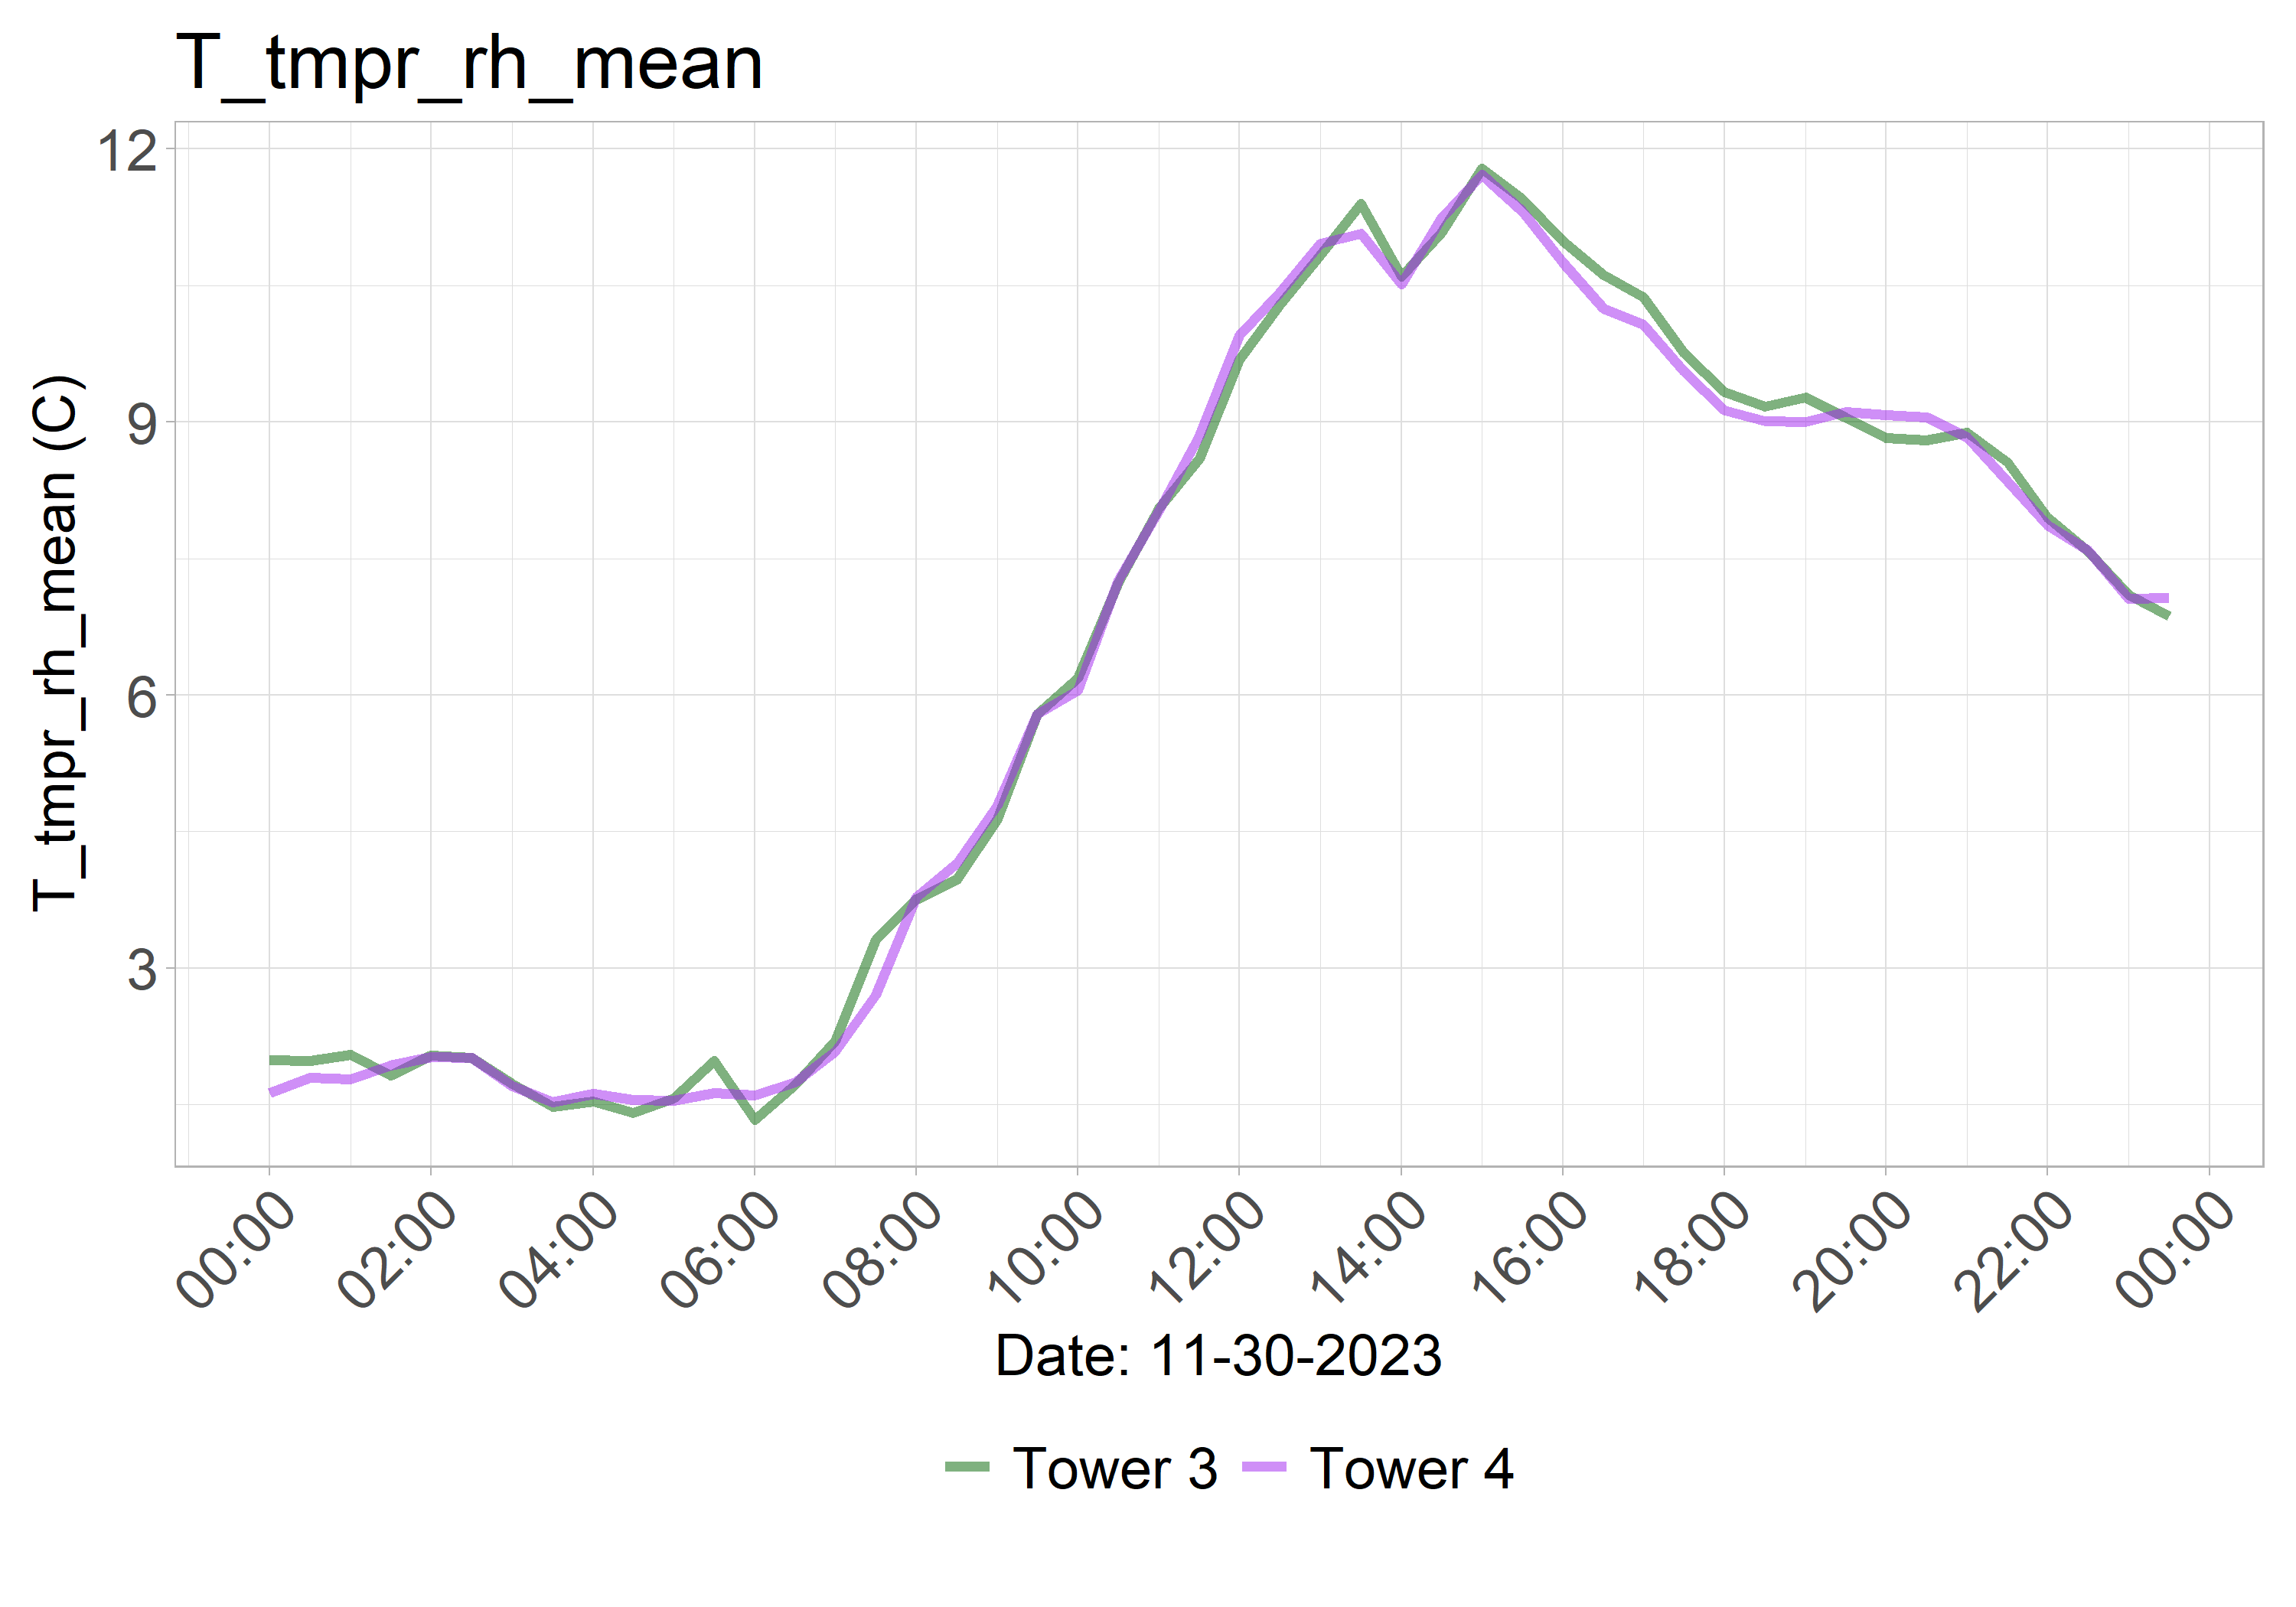 T_tmpr_rh_mean
T_tmpr_rh_mean (C)
12
9
6
3
00:00 02:00 04:00 06:00 08:00 10:00 12:00 14:00 16:00 18:00 20:00 22:00 00:00
Date: 11-30-2023
Tower 3 Tower 4